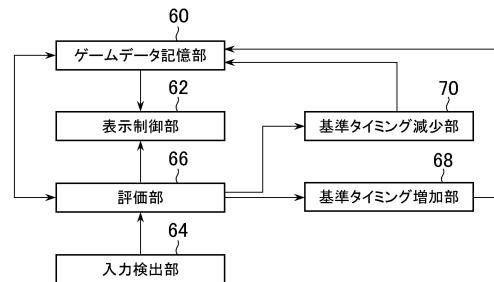 60
ゲームデータ記憶部
62
表示制御部
70
基準タイミング減少部
66
評価部
68
基準タイミング増加部
64
入力検出部